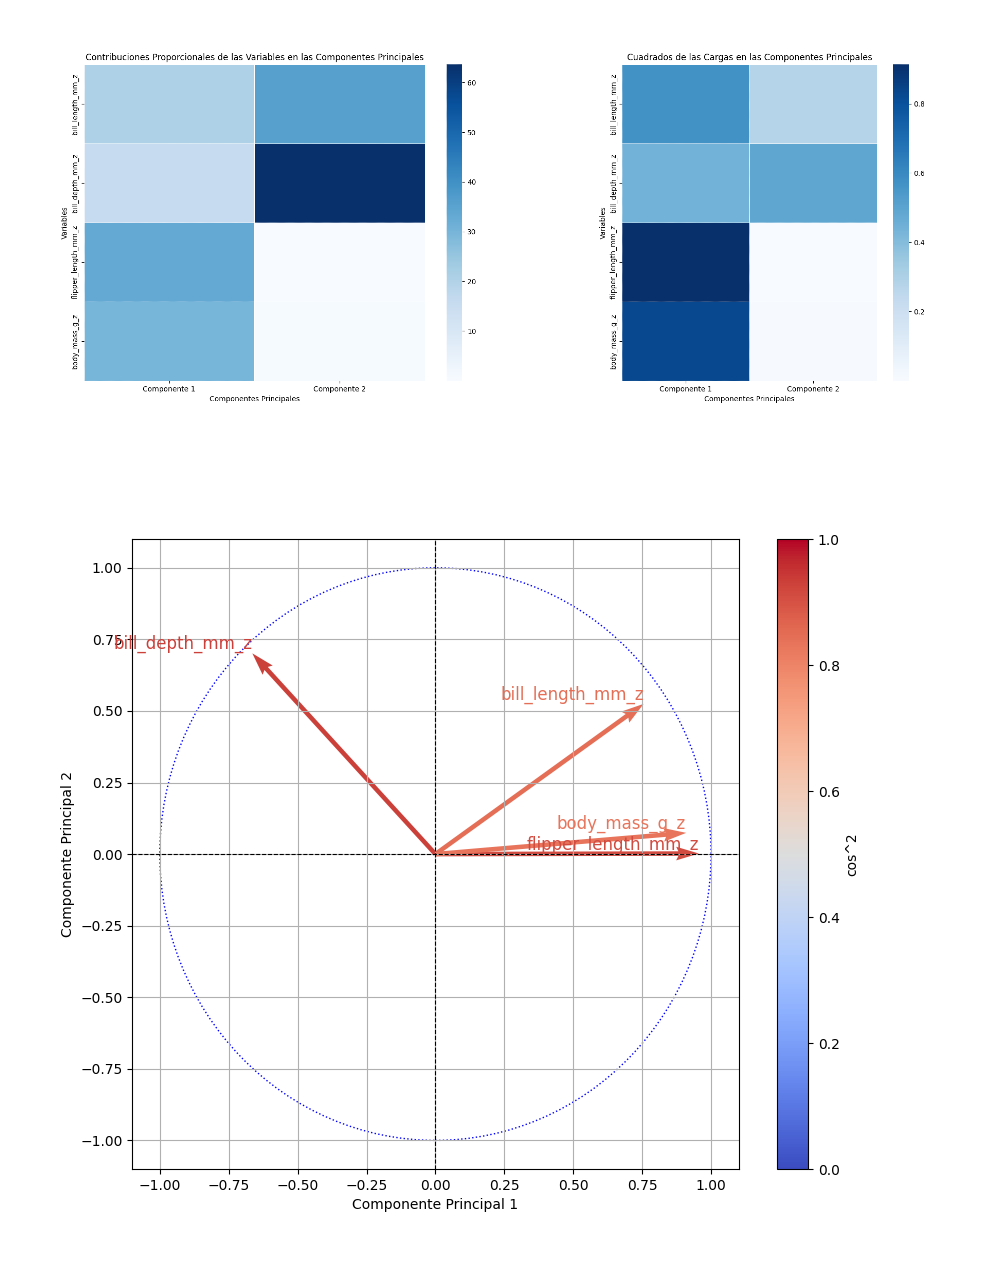 Contribuciones Proporcionales de las Variables en las Componentes Principales
Variables
bill_length_mm_z
bill_depth_mm_z
flipper_length_mm_z
body_mass_g_z
Componente 1
Componente 2
Componentes Principales
60
50
40
30
20
10
Cuadrados de las Cargas en las Componentes Principales
Variables
bill_length_mm_z
bill_depth_mm_z
flipper_length_mm_z
body_mass_g_z
Componente 1
Componente 2
Componentes Principales
0.8
0.6
0.4
0.2
Componente Principal 2
1.00
0.75
0.50
0.25
0.00
−0.25
−0.50
−0.75
−1.00
bill_depth_mm_z
bill_length_mm_z
body_mass_g_z
flipper_length_mm_z
−1.00 −0.75 −0.50 −0.25 0.00 0.25 0.50 0.75 1.00
Componente Principal 1
1.0
0.8
0.6
0.4
0.2
0.0
cos^2